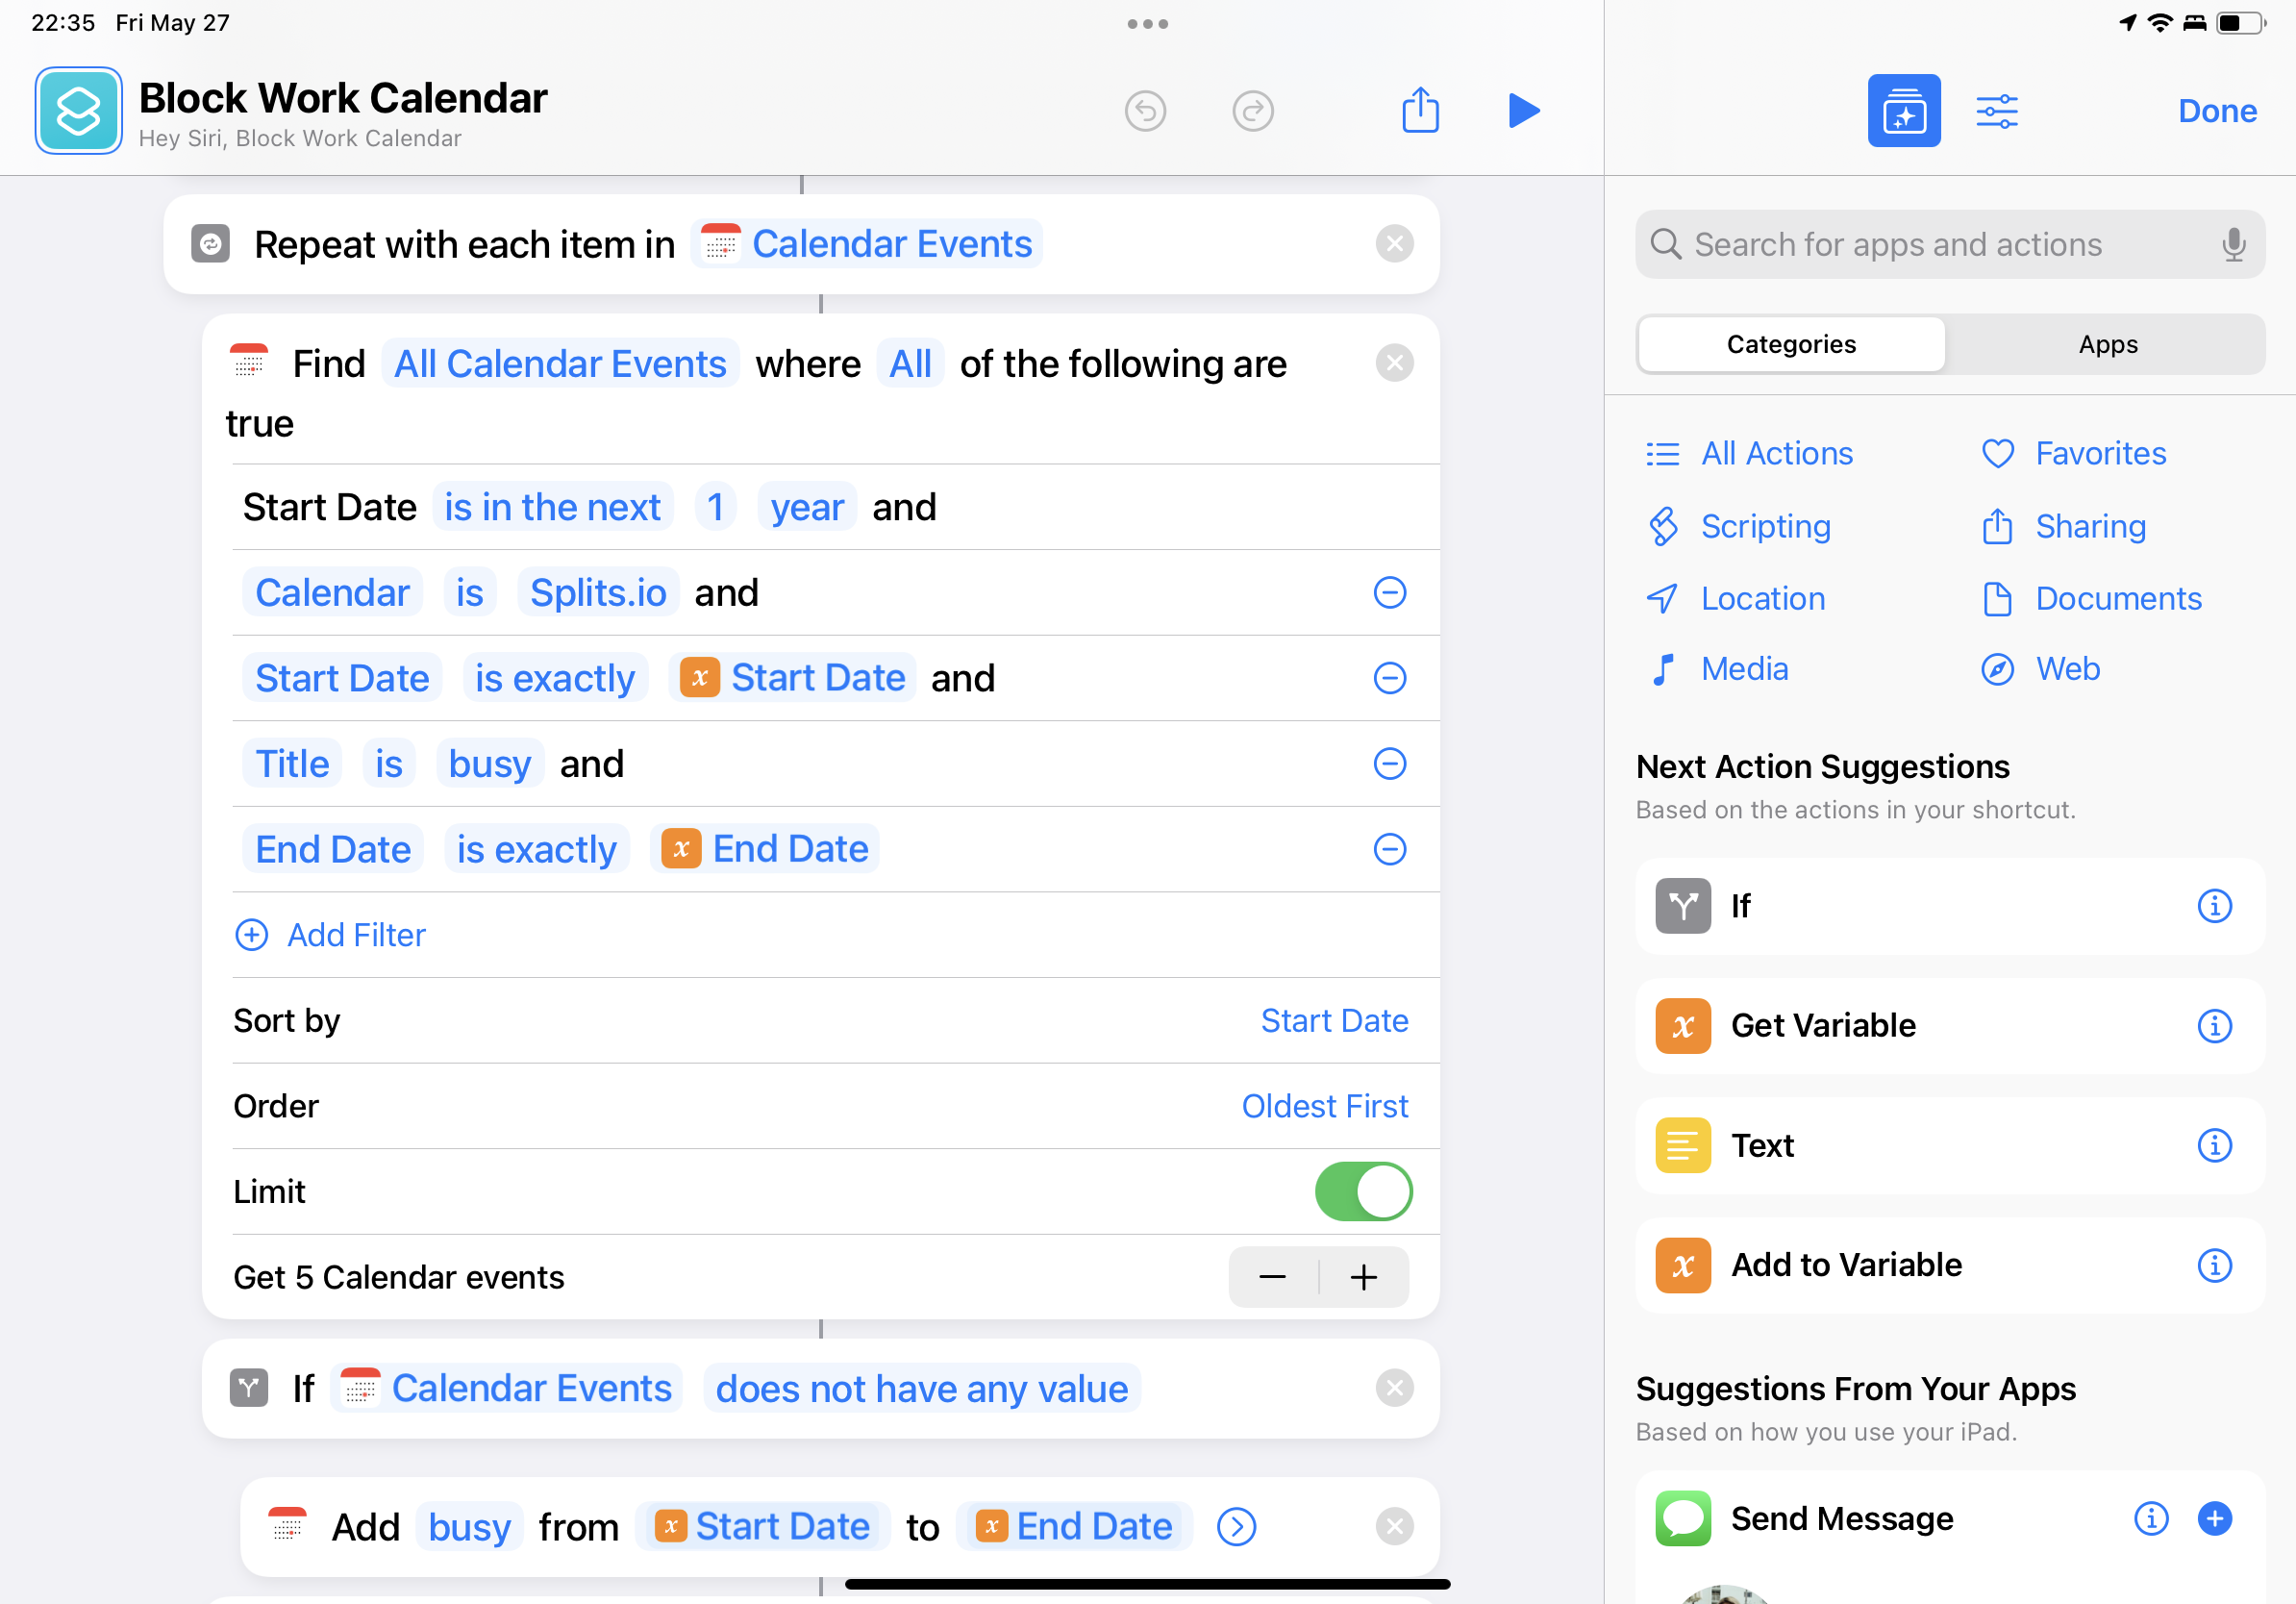 22:35 Fri May 27
Block Work Calendar
Hey Siri, Block Work Calendar
Done
Repeat with each item in Calendar Events
Find All Calendar Events where All of the following are
true
Start Date is in the next 1 year and
Calendar is Splits.io and
Start Date is exactly x Start Date and
Title is busy and
End Date is exactly x End Date
Add Filter
Sort by Start Date
Order Oldest First
Limit
Get 5 Calendar events
If Calendar Events does not have any value
Add busy from x Start Date to x End Date
Search for apps and actions
Categories Apps
All Actions Favorites
Scripting Sharing
Location Documents
Media Web
Next Action Suggestions
Based on the actions in your shortcut.
If
x Get Variable
Text
x Add to Variable
Suggestions From Your Apps
Based on how you use your iPad.
Send Message